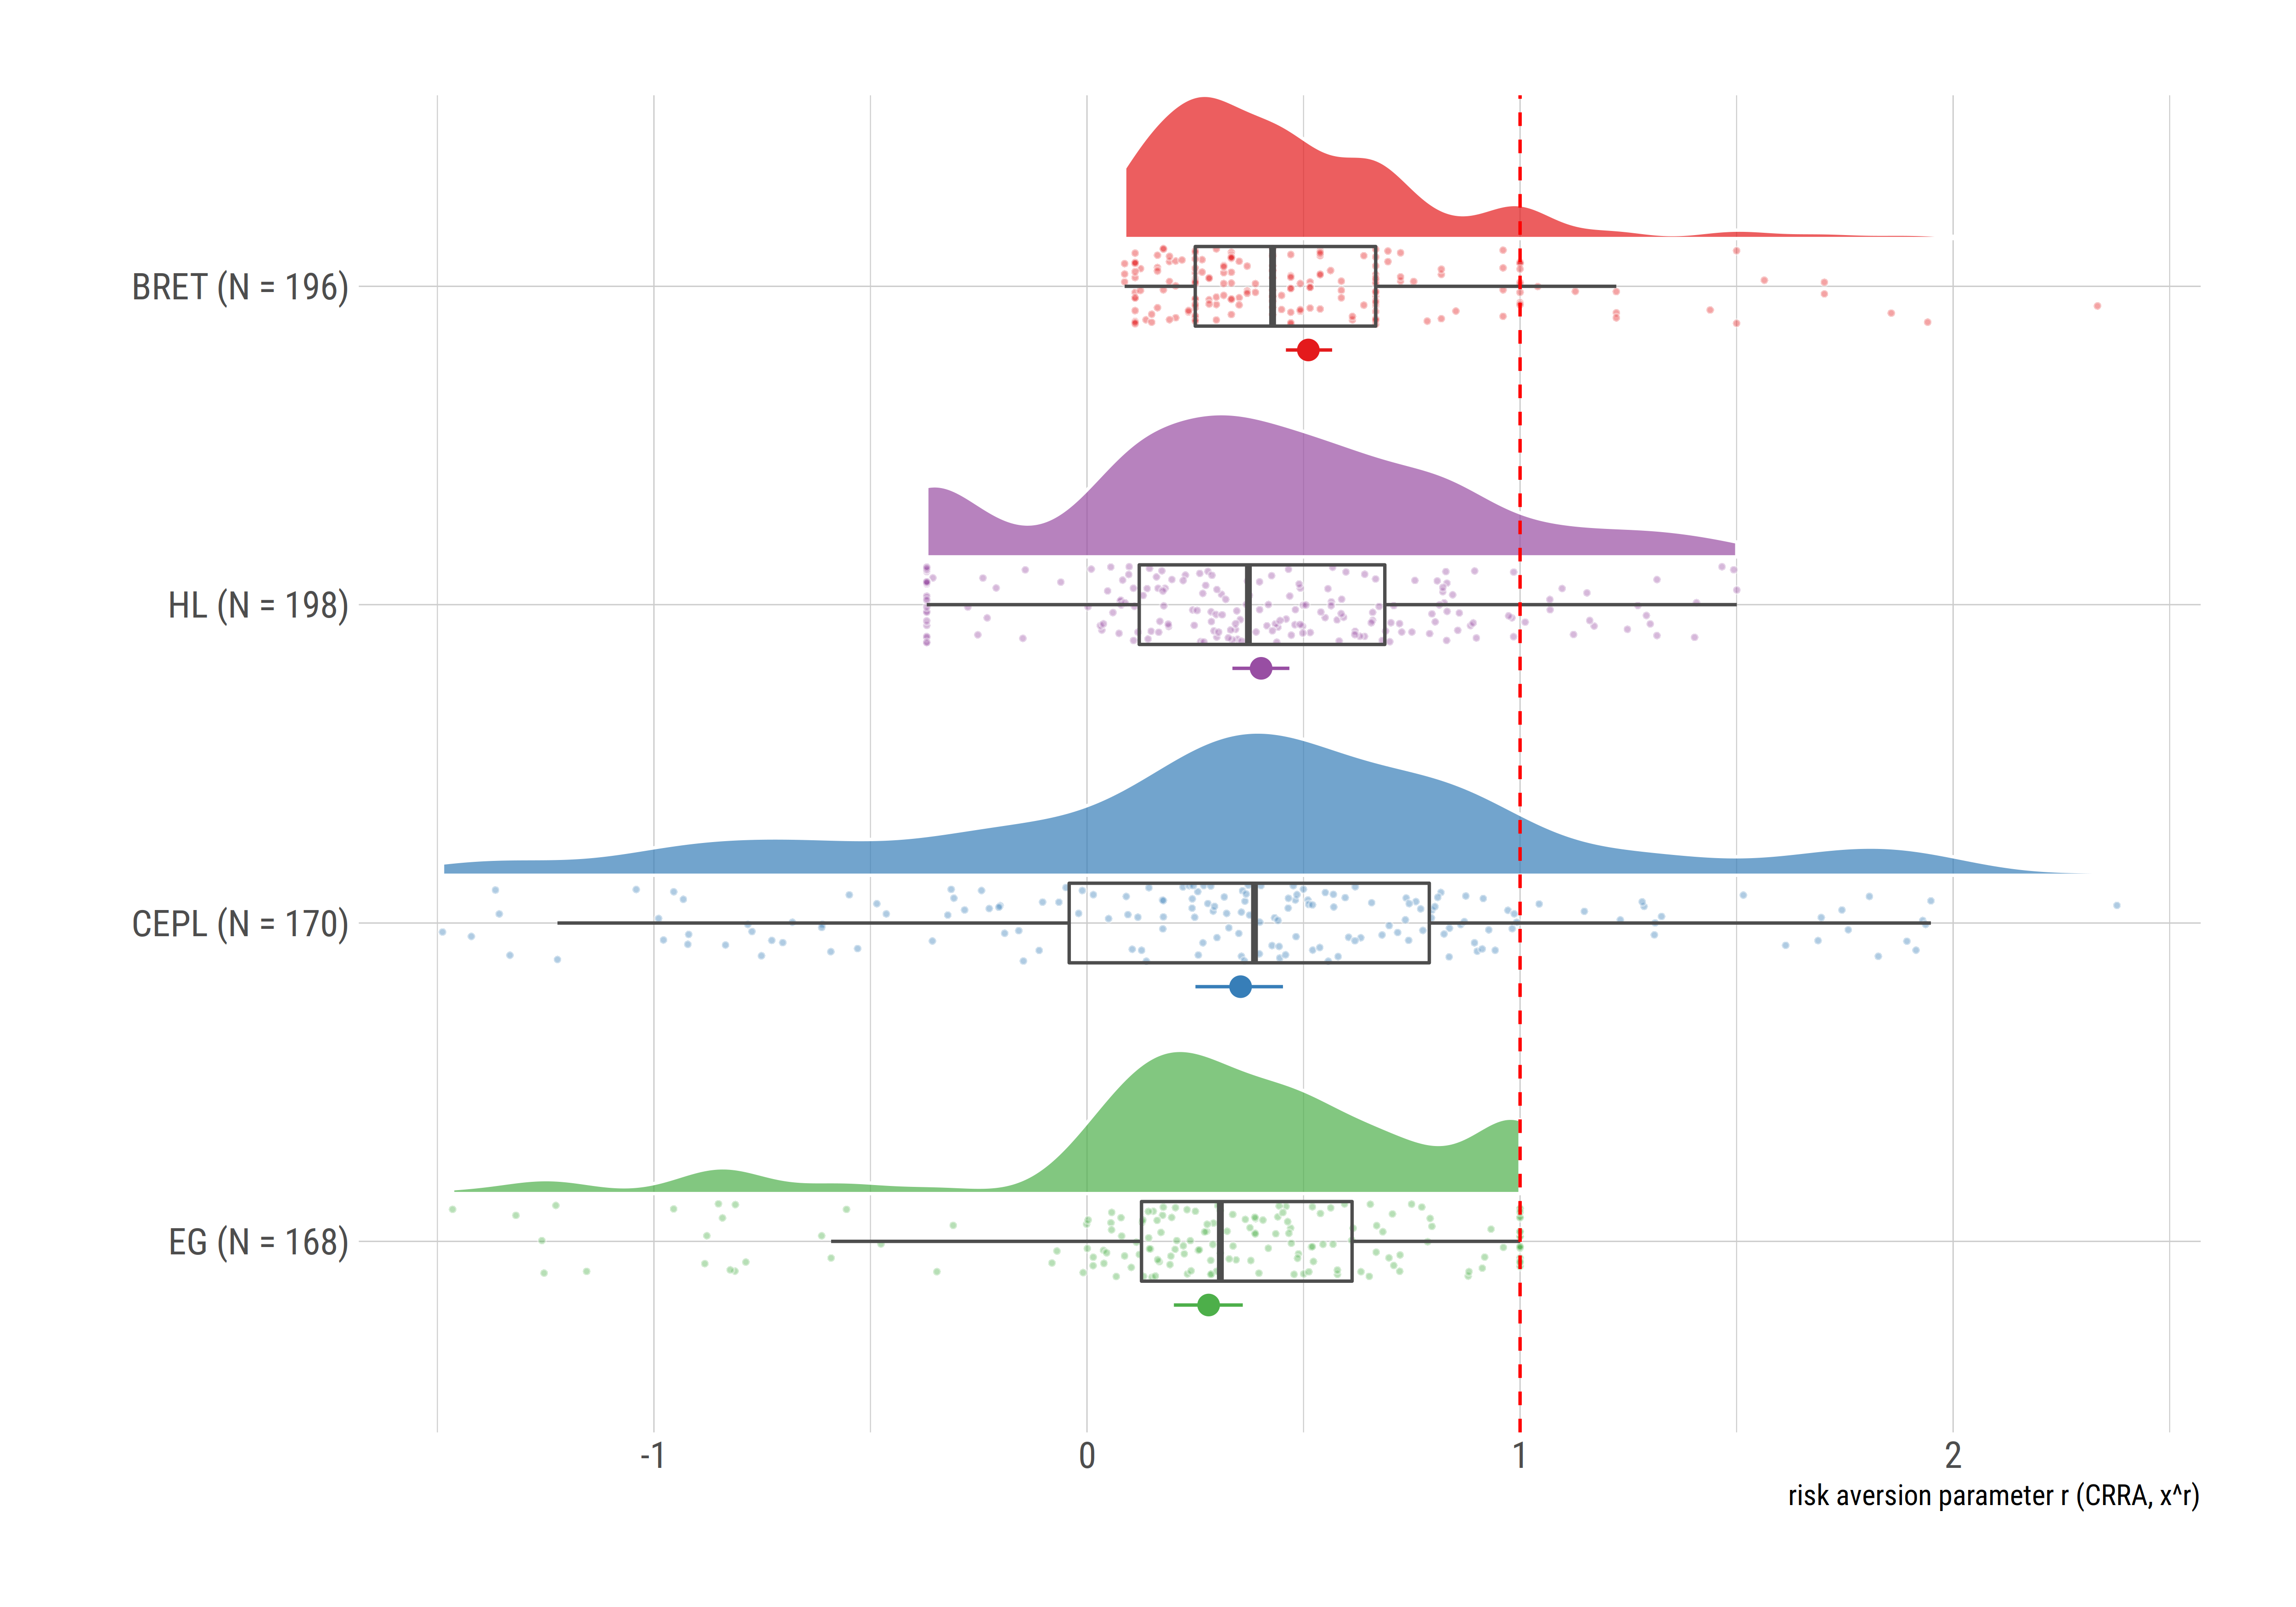 BRET (N = 196)
HL (N = 198)
CEPL (N = 170)
EG (N = 168)
-1 0 1 2
risk aversion parameter r (CRRA, x^r)